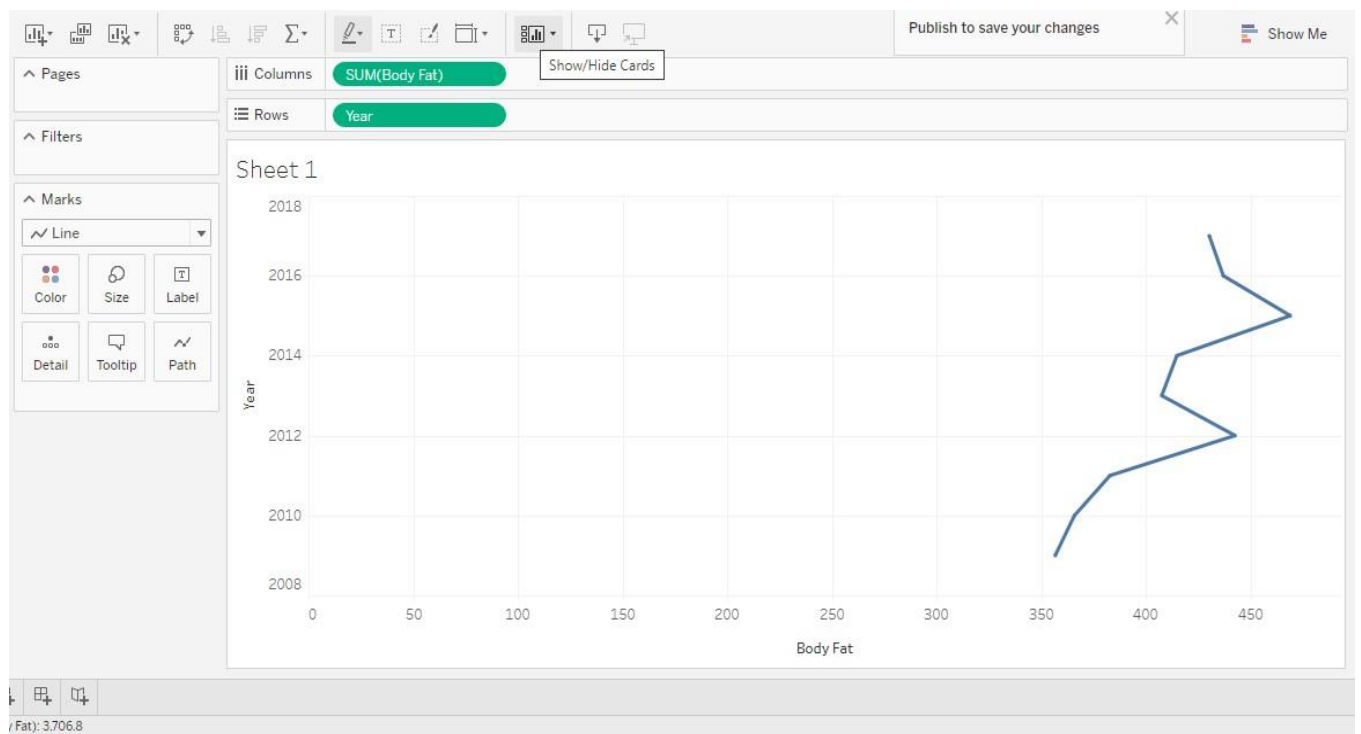 Publish to save your changes
Show Me
Show/Hide Cards
Pages
Columns SUM(Body Fat)
Rows Year
Filters
Marks
Line
Color Size Label
Detail Tooltip Path
Sheet 1
2018
2016
2014
2012
2010
2008
Year
0 50 100 150 200 250 300 350 400 450
Body Fat
Fat): 3.706.8